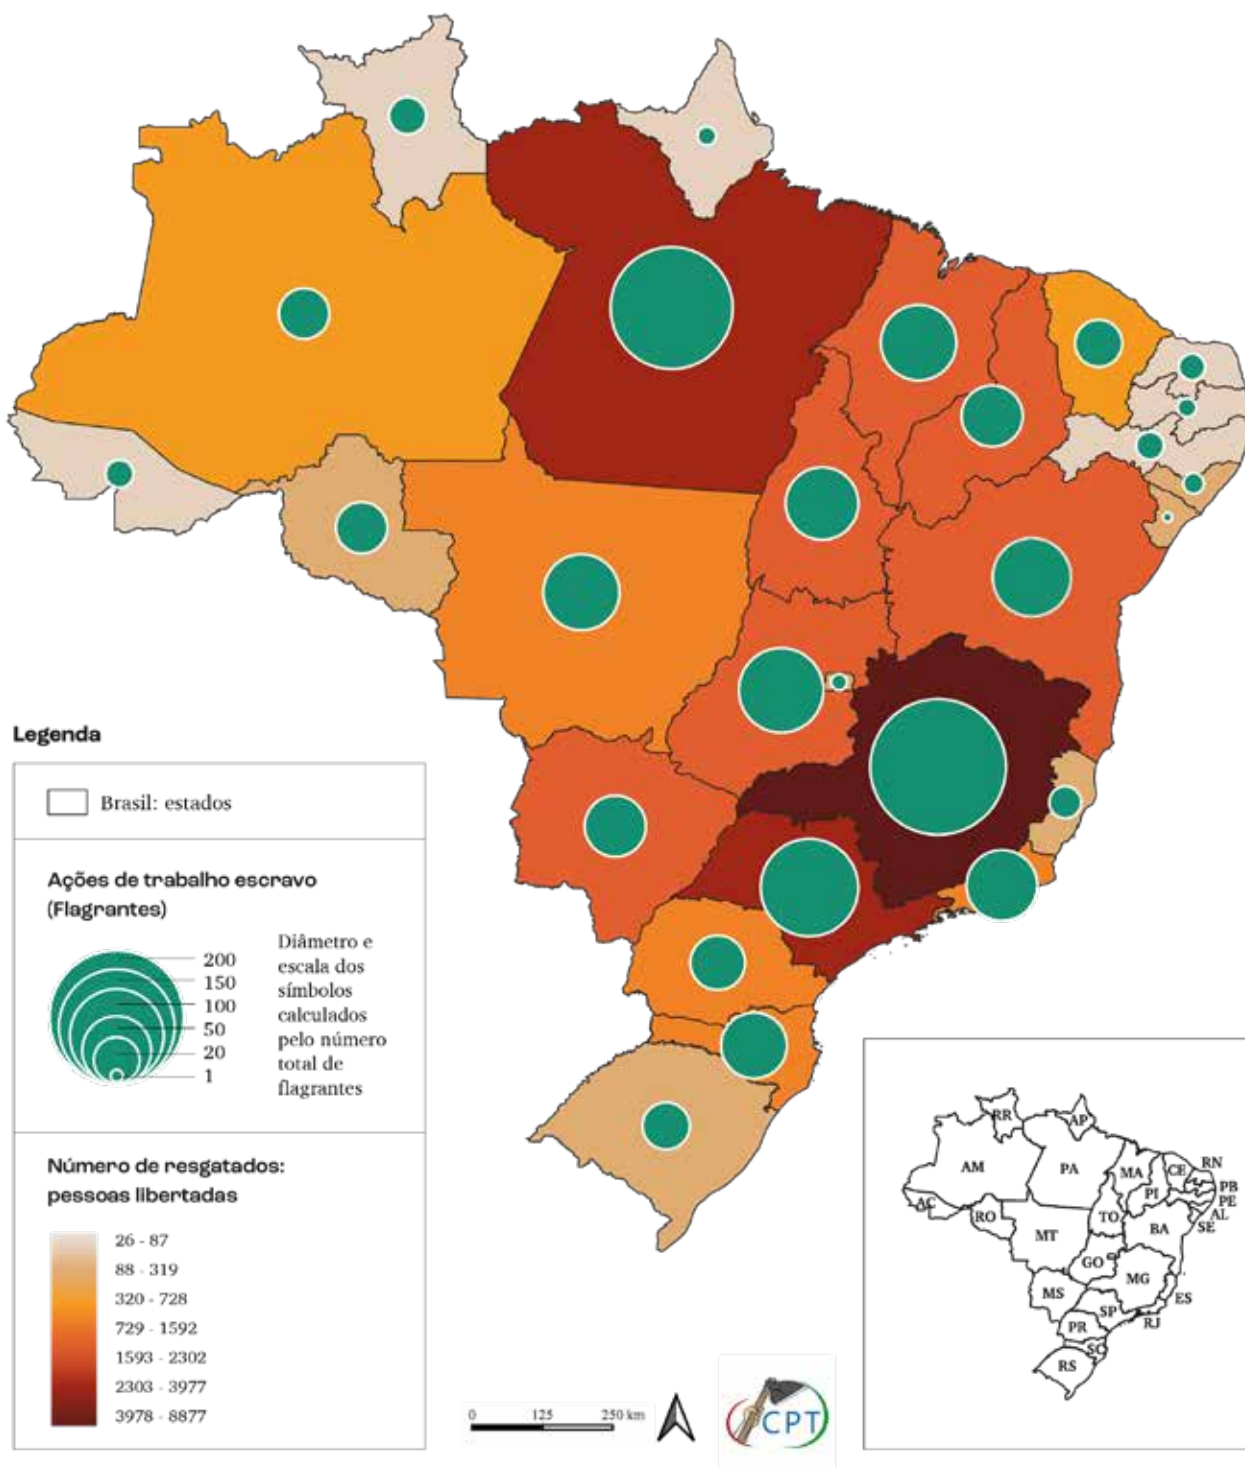 Legenda
Brasil: estados
Ações de trabalho escravo
(Flagrantes)
200
150
100
50
20
1
Diâmetro e
escala dos
símbolos
calculados
pelo número
total de
flagrantes
Número de resgatados:
pessoas libertadas
26 - 87
88 - 319
320 - 728
729 - 1592
1593 - 2302
2303 - 3977
3978 - 8877
0 125 250 km
CPT
RR
AP
AM
PA
MA
CE
RN
PB
PE
AL
SE
PI
AC
RO
TO
BA
MT
GO
MG
MS
ES
SP
RJ
PR
SC
RS